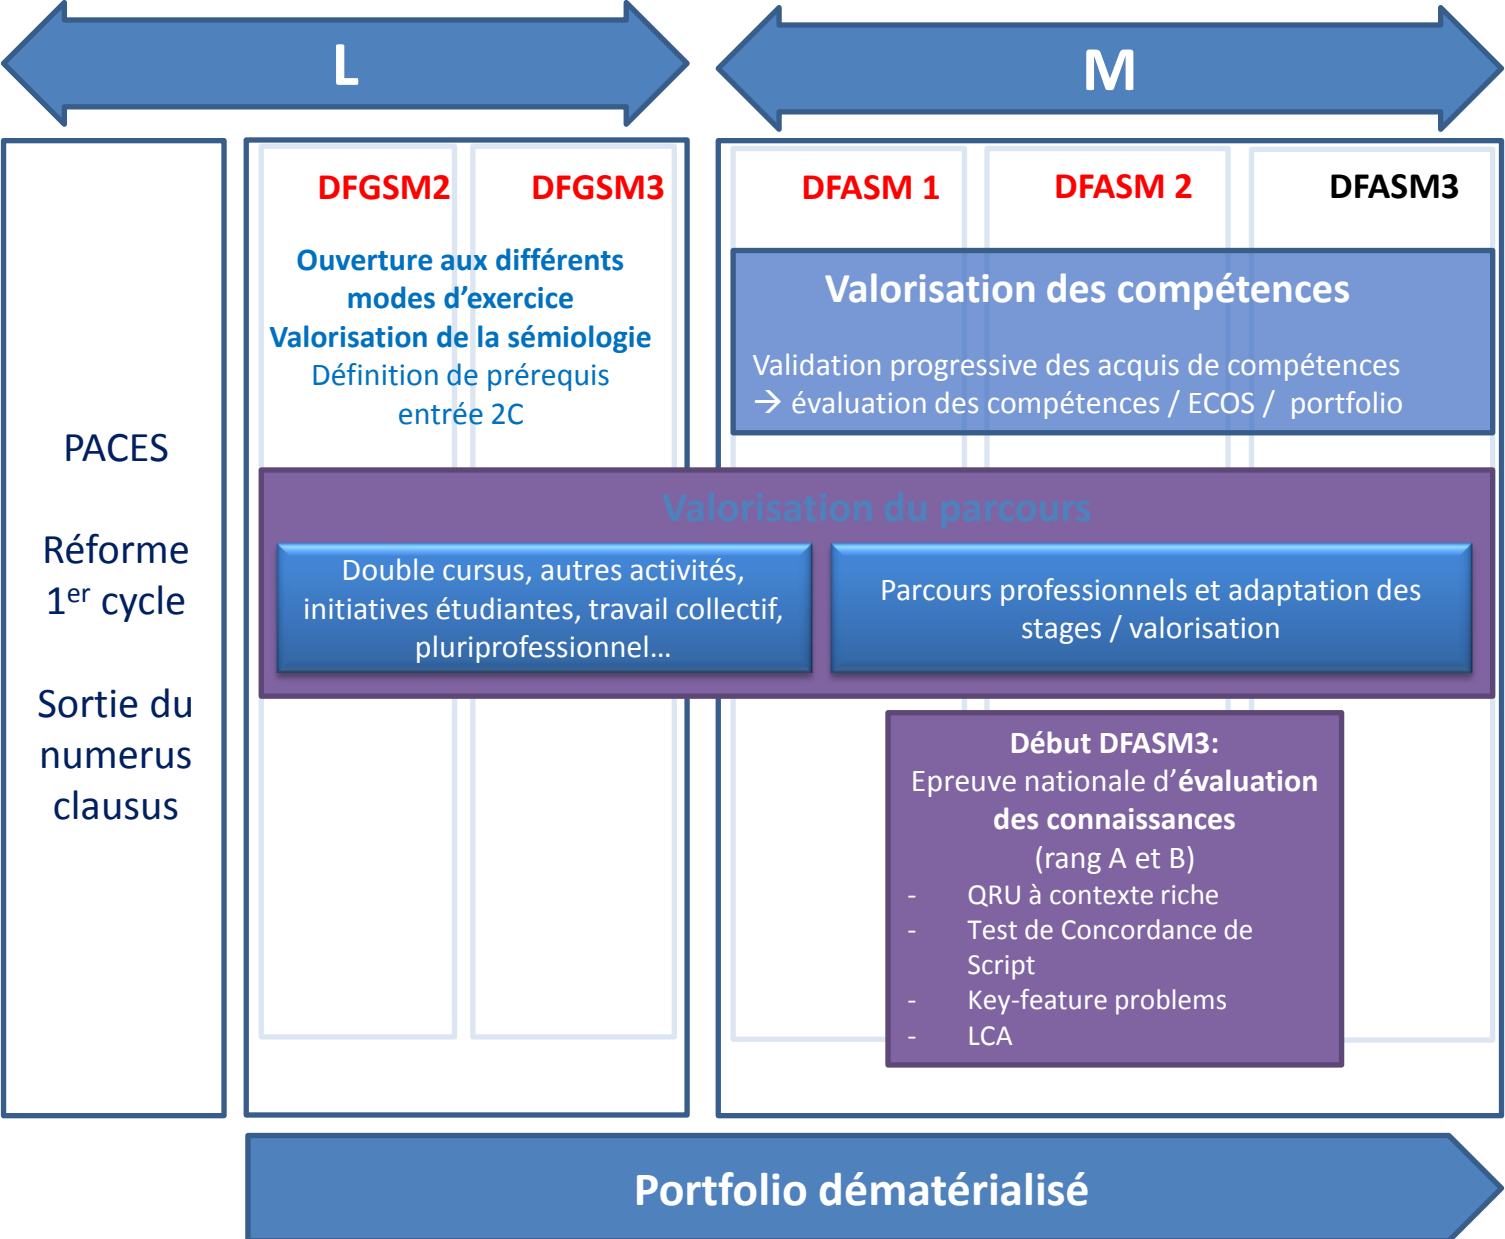 L
M
PACES
Réforme
1er cycle
Sortie du
numerus
clausus
DFGSM2
DFGSM3
Ouverture aux différents
modes d’exercice
Valorisation de la sémiologie
Définition de prérequis
entrée 2C
DFASM 1
DFASM 2
DFASM3
Valorisation des compétences
Validation progressive des acquis de compétences
→ évaluation des compétences / ECOS / portfolio
Valorisation du parcours
Double cursus, autres activités,
initiatives étudiantes, travail collectif,
pluriprofessionnel…
Parcours professionnels et adaptation des
stages / valorisation
Début DFASM3:
Epreuve nationale d’évaluation
des connaissances
(rang A et B)
- QRU à contexte riche
- Test de Concordance de
Script
- Key-feature problems
- LCA
Portfolio dématérialisé